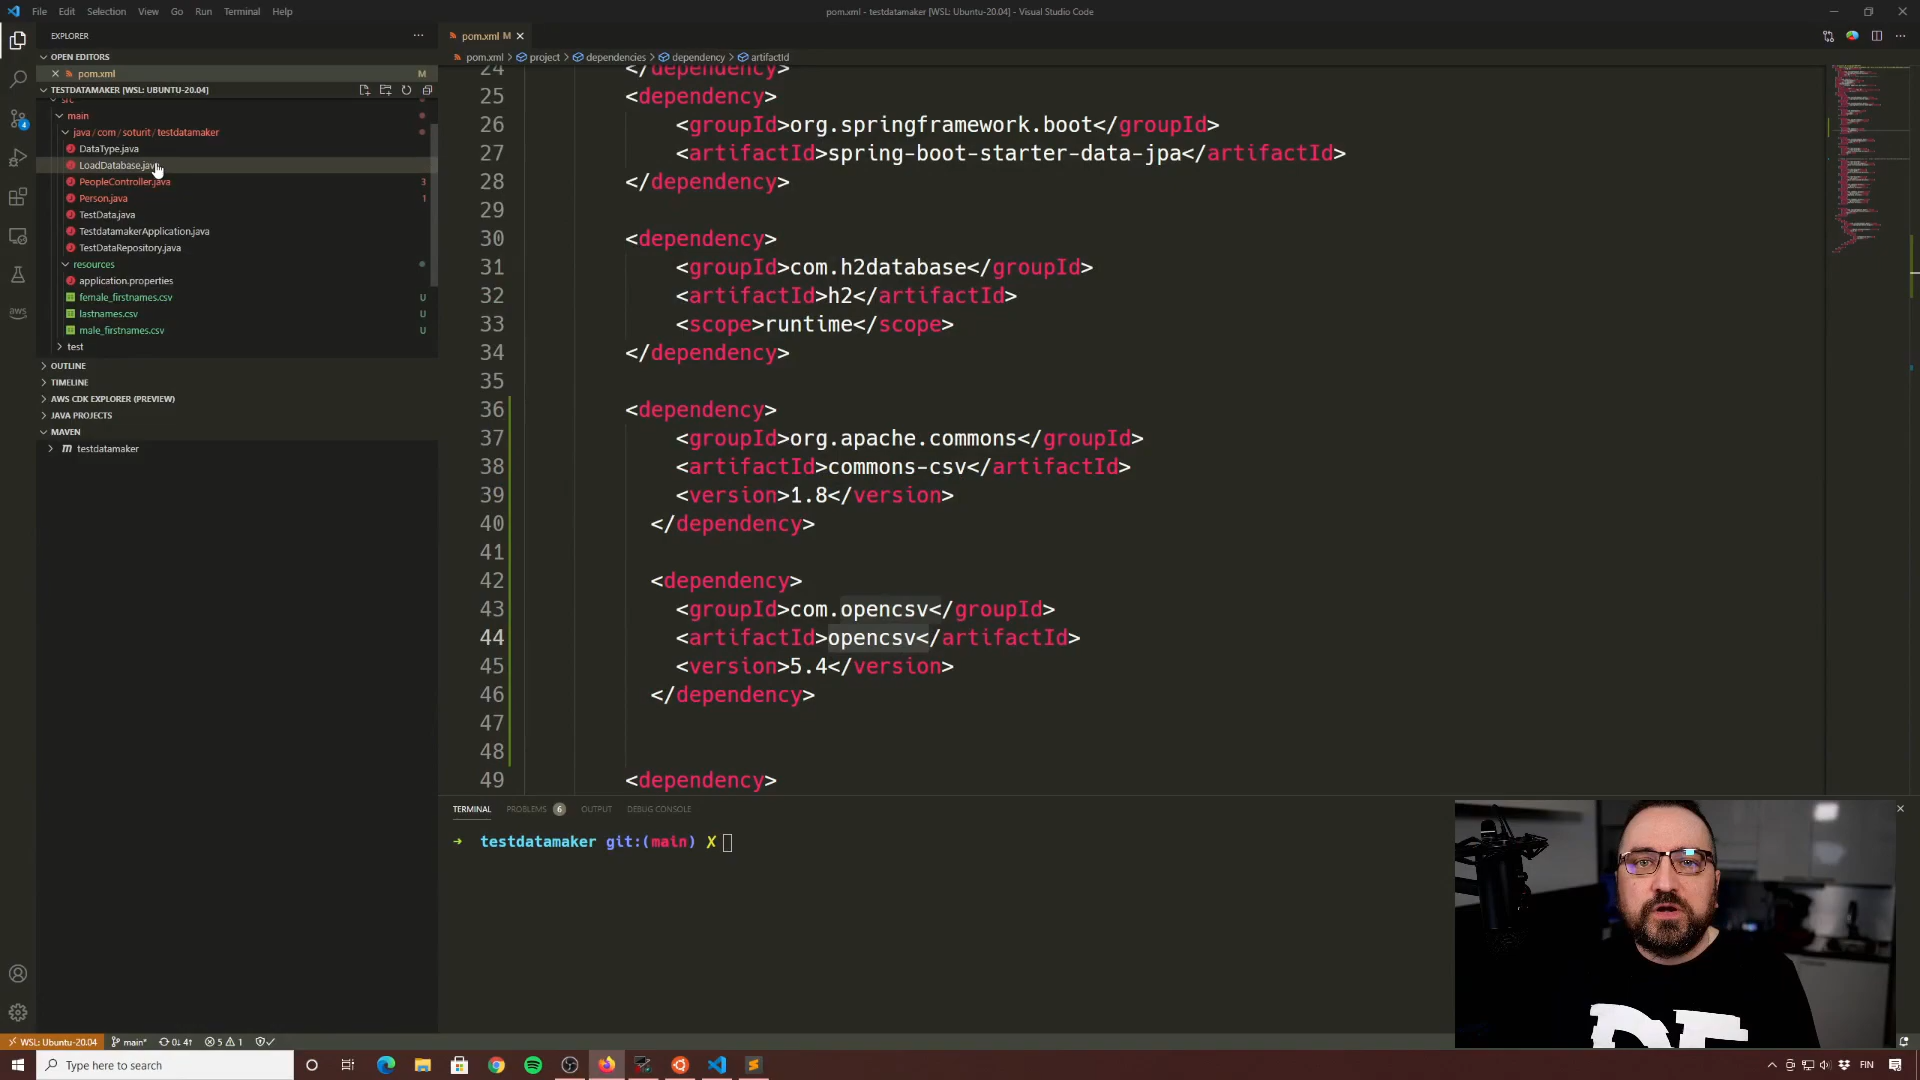 File Edit Selection View Go Run Terminal Help
pom.xml - testdatamaker [WSL: Ubuntu-20.04] - Visual Studio Code
EXPLORER
OPEN EDITORS
pom.xml M
TESTDATAMAKER [WSL: UBUNTU-20.04]
src
main
java / com / soturit / testdatamaker
DataType.java
LoadDatabase.java
PeopleController.java 3
Person.java 1
TestData.java
TestdatamakerApplication.java
TestDataRepository.java
resources
application.properties
female_firstnames.csv U
lastnames.csv U
male_firstnames.csv U
test
OUTLINE
TIMELINE
AWS CDK EXPLORER (PREVIEW)
JAVA PROJECTS
MAVEN
testdatamaker
aws
4
pom.xml M
pom.xml > project > dependencies > dependency > artifactId
24 </dependency>
25 <dependency>
26 <groupId>org.springframework.boot</groupId>
27 <artifactId>spring-boot-starter-data-jpa</artifactId>
28 </dependency>
29
30 <dependency>
31 <groupId>com.h2database</groupId>
32 <artifactId>h2</artifactId>
33 <scope>runtime</scope>
34 </dependency>
35
36 <dependency>
37 <groupId>org.apache.commons</groupId>
38 <artifactId>commons-csv</artifactId>
39 <version>1.8</version>
40 </dependency>
41
42 <dependency>
43 <groupId>com.opencsv</groupId>
44 <artifactId>opencsv</artifactId>
45 <version>5.4</version>
46 </dependency>
47
48
49 <dependency>
TERMINAL PROBLEMS 6 OUTPUT DEBUG CONSOLE
→ testdatamaker git:(main) ✗
WSL: Ubuntu-20.04 main* 0↓ 4↑ 5 1
Type here to search
FIN